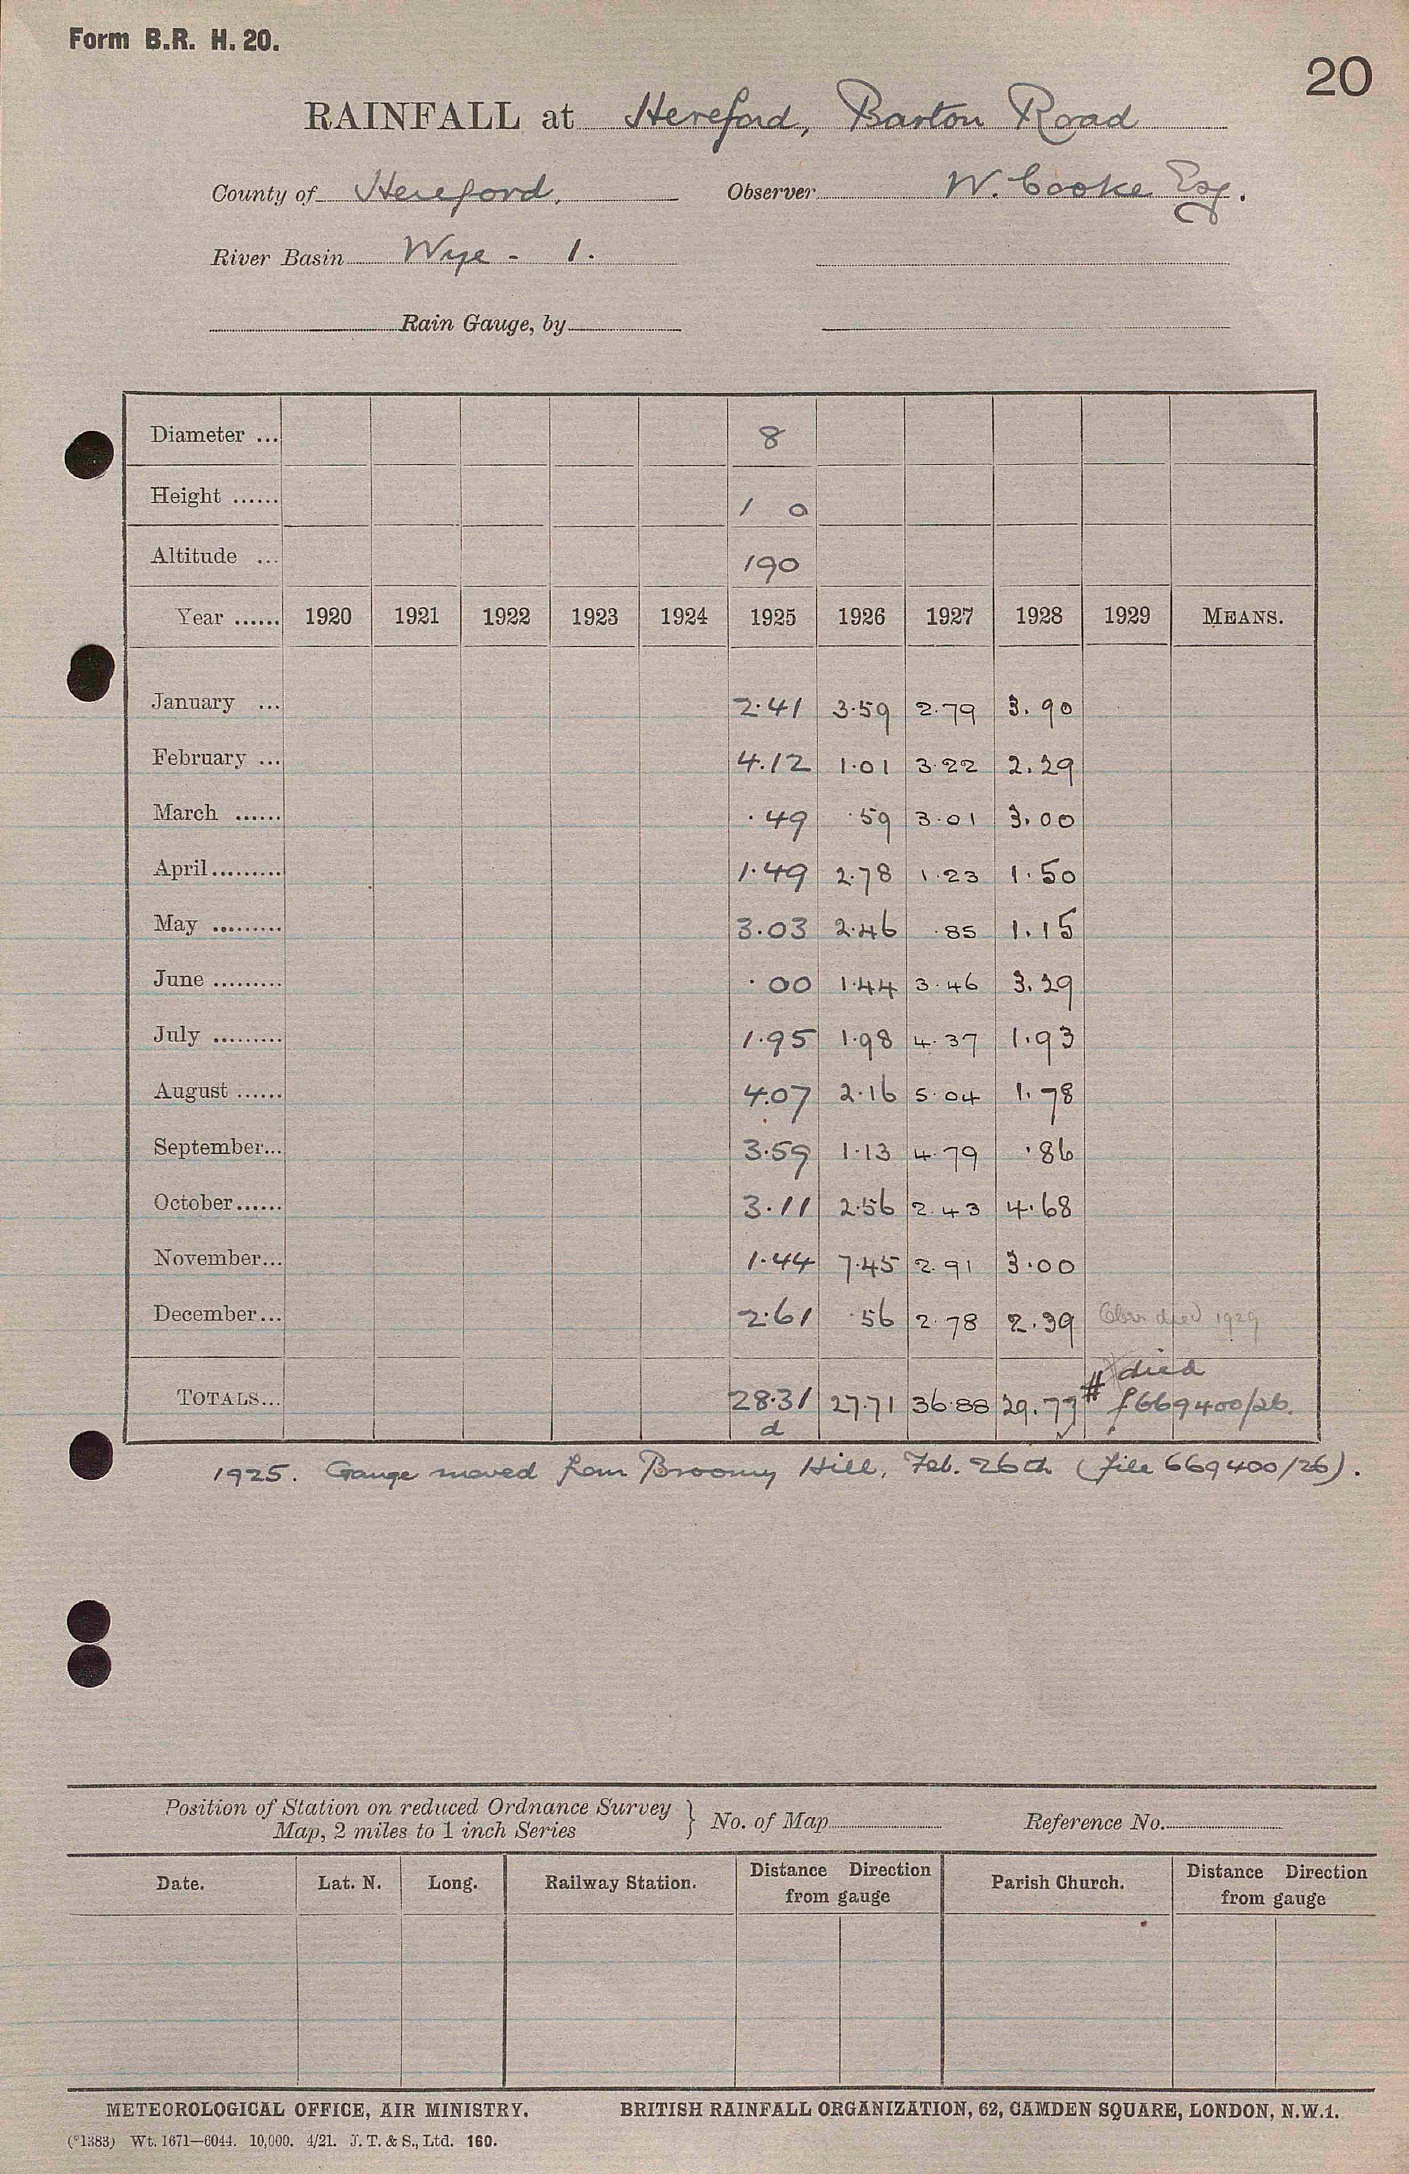 Form B.R. H. 20.
20
RAINFALL at Hereford, Barton Road
County of Hereford. Observer W. Cooke Esq.
River Basin Wye - 1.
Rain Gauge, by
Diameter ... 8
Height ...... 1 0
Altitude ... 190
Year ...... 1920 1921 1922 1923 1924 1925 1926 1927 1928 1929 MEANS.
January ... 2.41 3.59 2.79 3.90
February ... 4.12 1.01 3.22 2.29
March ...... .49 .59 3.01 3.00
April ......... 1.49 2.78 1.23 1.50
May ......... 3.03 2.46 .85 1.15
June ......... .00 1.44 3.46 3.29
July ......... 1.95 1.98 4.37 1.93
August ...... 4.07 2.16 5.04 1.78
September... 3.59 1.13 4.79 .86
October...... 3.11 2.56 2.43 4.68
November... 1.44 7.45 2.91 3.00
December... 2.61 .56 2.78 2.39 Obsr died 1929
# died
TOTALS... 28.31 27.71 36.88 29.77 f669400/26.
d
1925. Gauge moved from Broomy Hill, Feb. 26th (file 669400/26).
Position of Station on reduced Ordnance Survey
Map, 2 miles to 1 inch Series } No. of Map Reference No.
Date. Lat. N. Long. Railway Station. Distance Direction from gauge Parish Church. Distance Direction from gauge
METEOROLOGICAL OFFICE, AIR MINISTRY. BRITISH RAINFALL ORGANIZATION, 62, CAMDEN SQUARE, LONDON, N.W.1.
(*1383) Wt. 1671—6044. 10,000. 4/21. J. T. & S., Ltd. 160.